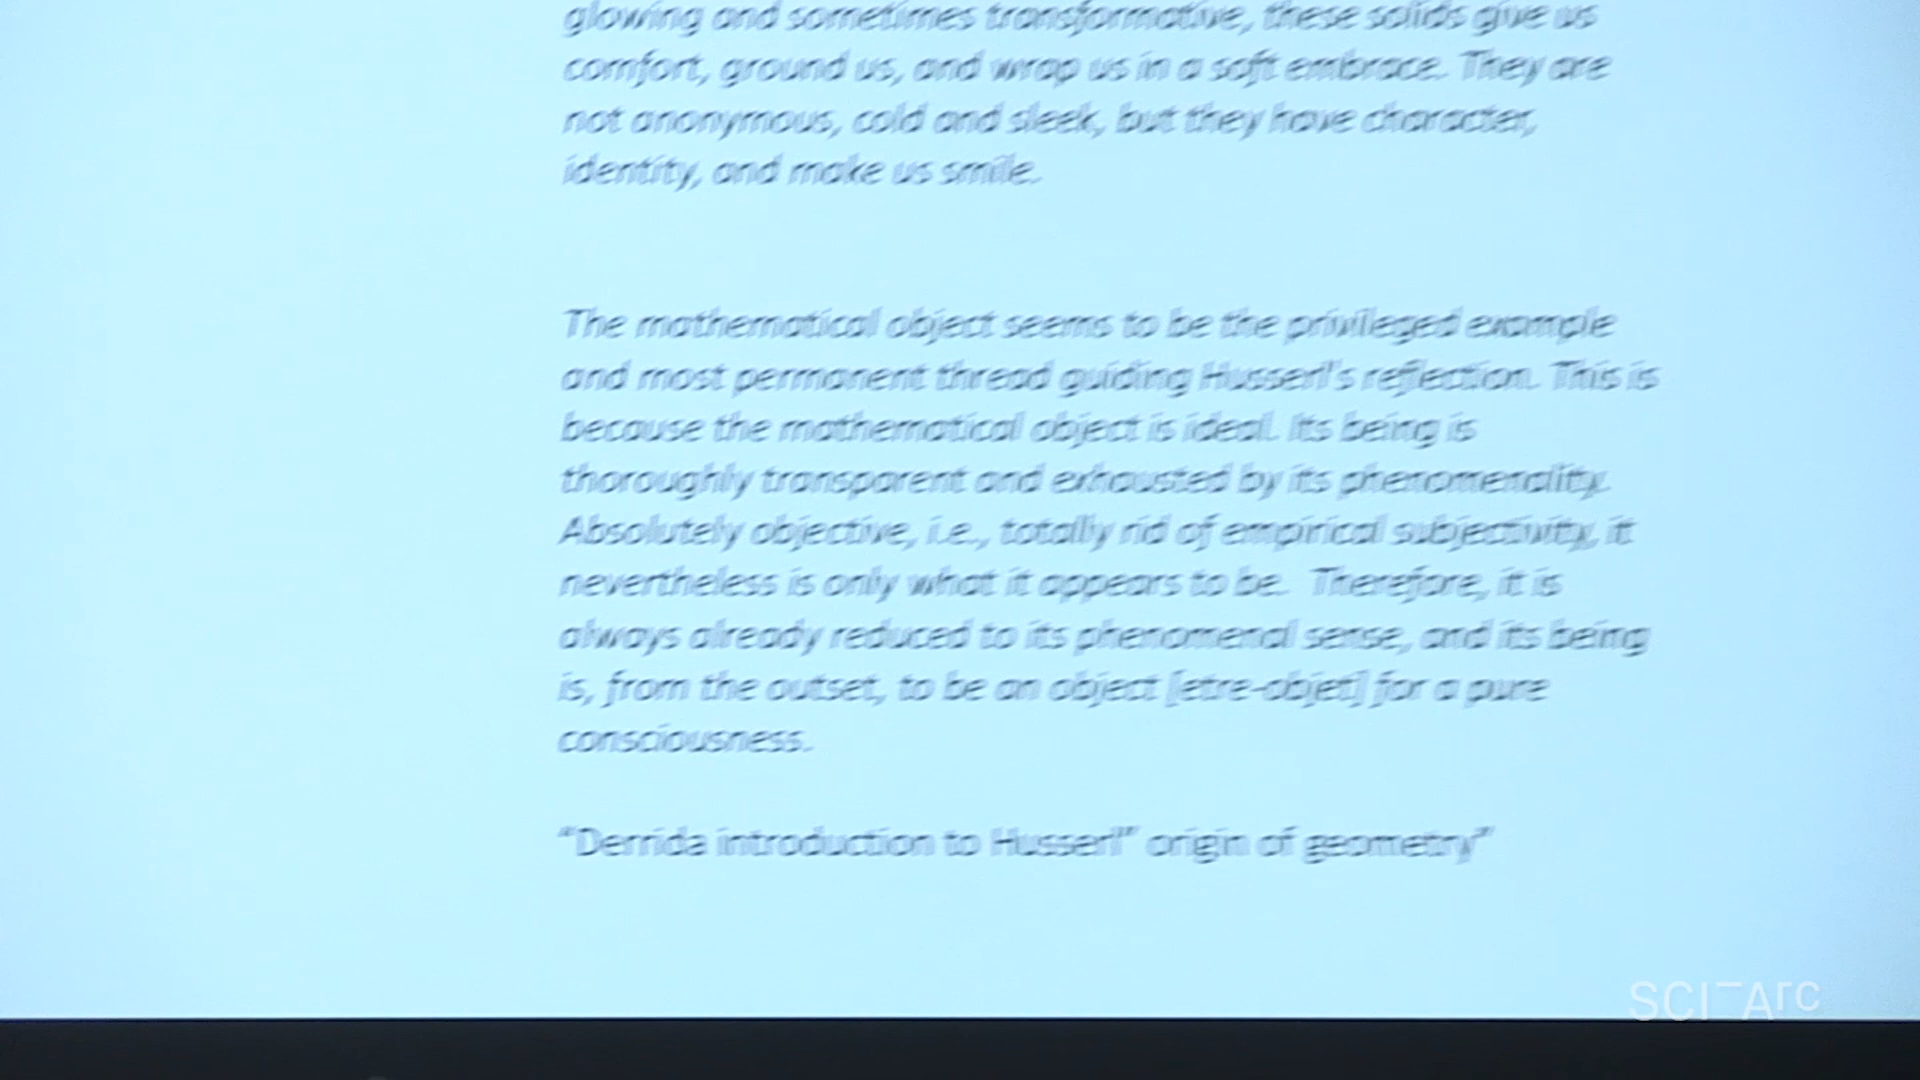 glowing and sometimes transformative, these solids give us
comfort, ground us, and wrap us in a soft embrace. They are
not anonymous, cold and sleek, but they have character,
identity, and make us smile.
The mathematical object seems to be the privileged example
and most permanent thread guiding Husserl's reflection. This is
because the mathematical object is ideal. Its being is
thoroughly transparent and exhausted by its phenomenality.
Absolutely objective, i.e., totally rid of empirical subjectivity, it
nevertheless is only what it appears to be. Therefore, it is
always already reduced to its phenomenal sense, and its being
is, from the outset, to be an object [etre-objet] for a pure
consciousness.
“Derrida introduction to Husserl” origin of geometry”
SCI-Arc